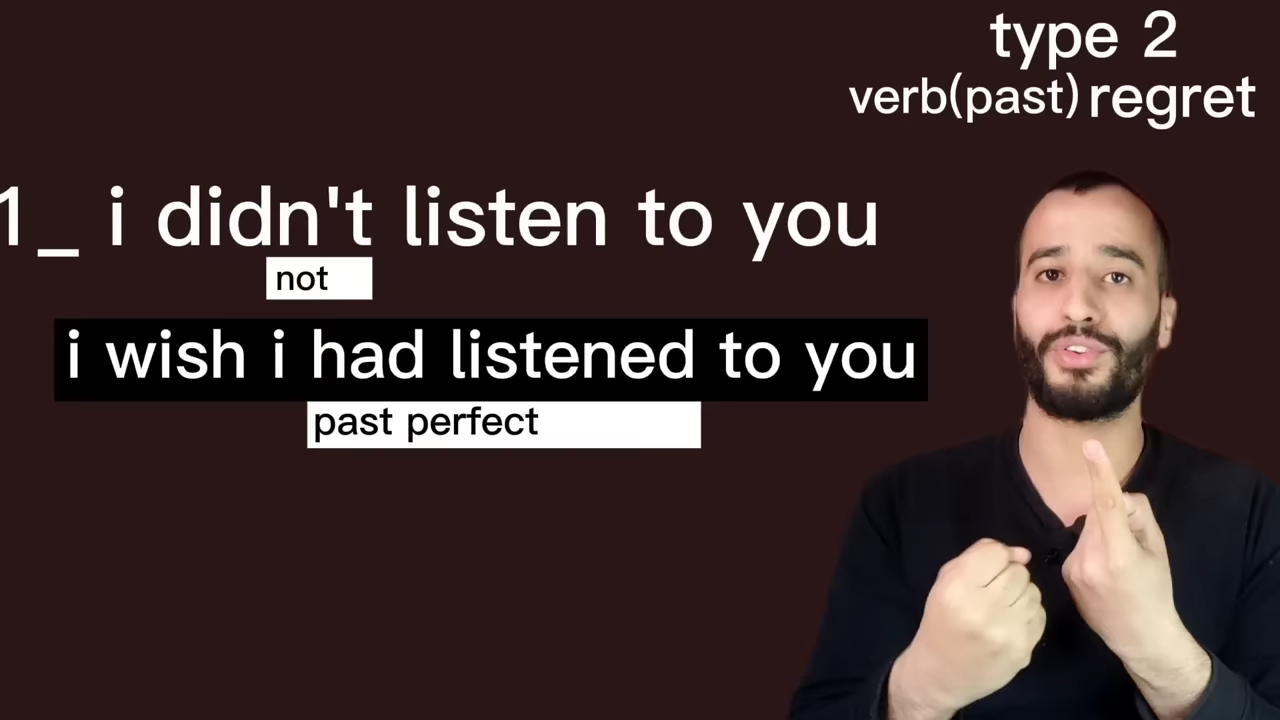 type 2
verb(past) regret
1_ i didn't listen to you
not
i wish i had listened to you
past perfect